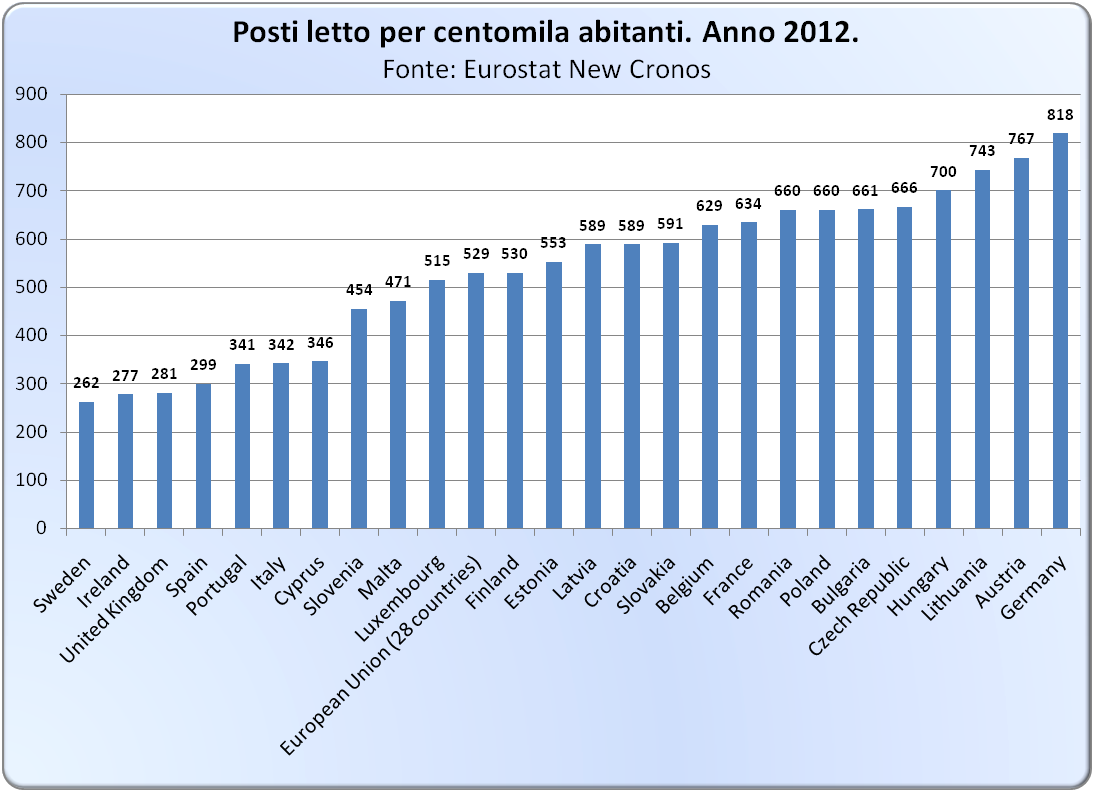 Posti letto per centomila abitanti. Anno 2012.
Fonte: Eurostat New Cronos
900
800
700
600
500
400
300
200
100
0
262
277
281
299
341
342
346
454
471
515
529
530
553
589
589
591
629
634
660
660
661
666
700
743
767
818
Sweden
Ireland
United Kingdom
Spain
Portugal
Italy
Cyprus
Slovenia
Malta
Luxembourg
European Union (28 countries)
Finland
Estonia
Latvia
Croatia
Slovakia
Belgium
France
Romania
Poland
Bulgaria
Czech Republic
Hungary
Lithuania
Austria
Germany